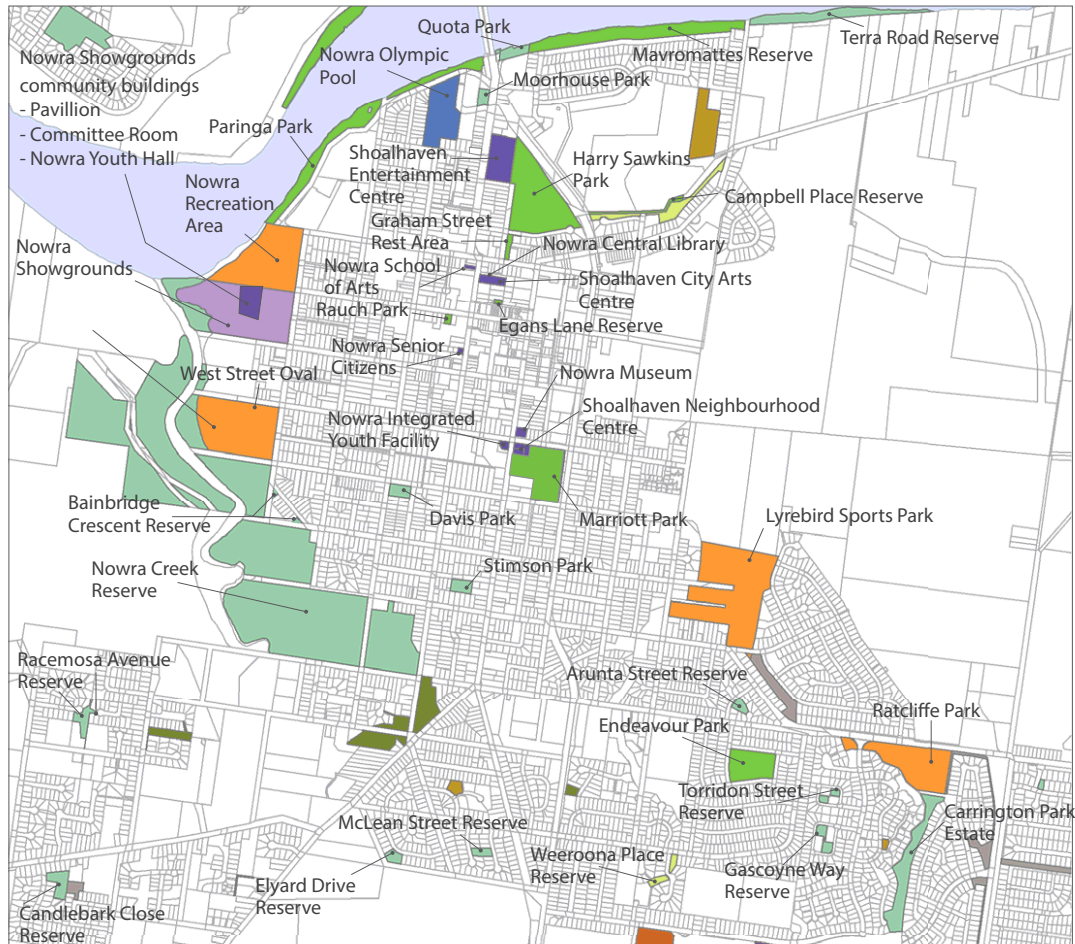 Quota Park
Mavromattes Reserve
Terra Road Reserve
Nowra Showgrounds
community buildings
- Pavillion
- Committee Room
- Nowra Youth Hall
Nowra Olympic
Pool
Moorhouse Park
Paringa Park
Shoalhaven
Entertainment
Centre
Harry Sawkins
Park
Nowra
Recreation
Area
Campbell Place Reserve
Graham Street
Rest Area
Nowra Central Library
Nowra
Showgrounds
Nowra School
of Arts
Shoalhaven City Arts
Centre
Rauch Park
Egans Lane Reserve
Nowra Senior
Citizens
West Street Oval
Nowra Museum
Nowra Integrated
Youth Facility
Shoalhaven Neighbourhood
Centre
Bainbridge
Crescent Reserve
Davis Park
Marriott Park
Lyrebird Sports Park
Nowra Creek
Reserve
Stimson Park
Racemosa Avenue
Reserve
Arunta Street Reserve
Endeavour Park
Ratcliffe Park
Torridon Street
Reserve
McLean Street Reserve
Carrington Park
Estate
Weeroona Place
Reserve
Gascoyne Way
Reserve
Elyard Drive
Reserve
Candlebark Close
Reserve